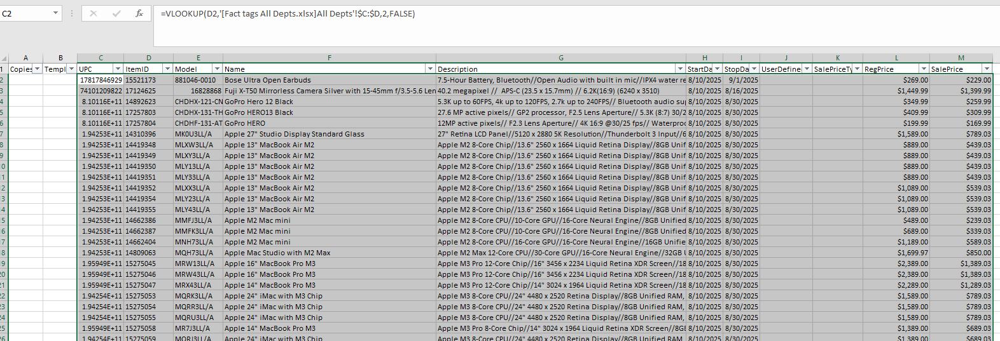 C2 fx =VLOOKUP(D2,'[Fact tags All Depts.xlsx]All Depts'!$C:$D,2,FALSE)
A B C D E F G H I J K L M
1 Copies Templ UPC ItemID Model Name Description StartDa StopDa UserDefine SalePriceTy RegPrice SalePrice
2 17817846929 15521173 881046-0010 Bose Ultra Open Earbuds 7.5-Hour Battery, Bluetooth//Open Audio with built in mic//IPX4 water re 8/10/2025 9/1/2025 $269.00 $229.00
3 74101209822 17124625 16828868 Fuji X-T50 Mirrorless Camera Silver with 15-45mm f/3.5-5.6 Len 40.2 megapixel // APS-C (23.5 x 15.7mm) // 6.2K(16:9) (6240 x 3510) 8/10/2025 8/16/2025 $1,449.99 $1,399.99
4 8.10116E+11 14892623 CHDHX-121-CN GoPro Hero 12 Black 5.3K up to 60FPS, 4k up to 120FPS, 2.7k up to 240FPS// Bluetooth audio sup 8/10/2025 8/30/2025 $349.99 $259.99
5 8.10116E+11 17257803 CHDHX-131-TH GoPro HERO13 Black 27.6 MP active pixels// GP2 processor, F2.5 Lens Aperture// 5.3K (8:7) 30/2 8/10/2025 8/30/2025 $409.99 $309.99
6 8.10116E+11 17257804 CHDHF-131-AT GoPro HERO 12MP active pixels// F2.3 Lens Aperture// 4K 16:9 @30/25 fps// Waterproo 8/10/2025 8/30/2025 $199.99 $169.99
7 1.94253E+11 14310396 MK0U3LL/A Apple 27" Studio Display Standard Glass 27" Retina LCD Panel//5120 x 2880 5K Resolution//Thunderbolt 3 Input//6 8/10/2025 8/30/2025 $1,589.00 $789.03
8 1.94253E+11 14419348 MLXW3LL/A Apple 13" MacBook Air M2 Apple M2 8-Core Chip//13.6" 2560 x 1664 Liquid Retina Display//8GB Unif 8/10/2025 8/30/2025 $889.00 $439.03
9 1.94253E+11 14419349 MLXY3LL/A Apple 13" MacBook Air M2 Apple M2 8-Core Chip//13.6" 2560 x 1664 Liquid Retina Display//8GB Unif 8/10/2025 8/30/2025 $889.00 $439.03
10 1.94253E+11 14419350 MLY13LL/A Apple 13" MacBook Air M2 Apple M2 8-Core Chip//13.6" 2560 x 1664 Liquid Retina Display//8GB Unif 8/10/2025 8/30/2025 $889.00 $439.03
11 1.94253E+11 14419351 MLY33LL/A Apple 13" MacBook Air M2 Apple M2 8-Core Chip//13.6" 2560 x 1664 Liquid Retina Display//8GB Unif 8/10/2025 8/30/2025 $889.00 $439.03
12 1.94253E+11 14419352 MLXX3LL/A Apple 13" MacBook Air M2 Apple M2 8-Core Chip//13.6" 2560 x 1664 Liquid Retina Display//8GB Unif 8/10/2025 8/30/2025 $1,089.00 $539.03
13 1.94253E+11 14419354 MLY23LL/A Apple 13" MacBook Air M2 Apple M2 8-Core Chip//13.6" 2560 x 1664 Liquid Retina Display//8GB Unif 8/10/2025 8/30/2025 $1,089.00 $539.03
14 1.94253E+11 14419355 MLY43LL/A Apple 13" MacBook Air M2 Apple M2 8-Core Chip//13.6" 2560 x 1664 Liquid Retina Display//8GB Unif 8/10/2025 8/30/2025 $1,089.00 $539.03
15 1.94253E+11 14662386 MMFJ3LL/A Apple M2 Mac mini Apple M2 8-Core CPU//10-Core GPU//16-Core Neural Engine//8GB Unified 8/10/2025 8/30/2025 $489.00 $239.03
16 1.94253E+11 14662387 MMFK3LL/A Apple M2 Mac mini Apple M2 8-Core CPU//10-Core GPU//16-Core Neural Engine//8GB Unified 8/10/2025 8/30/2025 $689.00 $339.03
17 1.94253E+11 14662404 MNH73LL/A Apple M2 Mac mini Apple M2 8-Core CPU//16-Core GPU//16-Core Neural Engine//16GB Unifie 8/10/2025 8/30/2025 $1,189.00 $589.03
18 1.94253E+11 14809063 MQH73LL/A Apple Mac Studio with M2 Max Apple M2 Max 12-Core CPU//30-Core GPU//16-Core Neural Engine//32GB U 8/10/2025 8/30/2025 $1,699.97 $850.00
19 1.95949E+11 15275045 MRW13LL/A Apple 16" MacBook Pro M3 Apple M3 Pro 12-Core Chip//16" 3456 x 2234 Liquid Retina XDR Screen//18 8/10/2025 8/30/2025 $2,389.00 $1,389.03
20 1.95949E+11 15275046 MRW43LL/A Apple 16" MacBook Pro M3 Apple M3 Pro 12-Core Chip//16" 3456 x 2234 Liquid Retina XDR Screen//18 8/10/2025 8/30/2025 $2,389.00 $1,389.03
21 1.95949E+11 15275047 MRX43LL/A Apple 14" MacBook Pro M3 Apple M3 Pro 12-Core Chip//14" 3024 x 1964 Liquid Retina XDR Screen//18 8/10/2025 8/30/2025 $2,289.00 $1,289.03
22 1.94254E+11 15275053 MQRK3LL/A Apple 24" iMac with M3 Chip Apple M3 8-Core CPU//24" 4480 x 2520 Retina Display//8GB Unified RAM, 8/10/2025 8/30/2025 $1,589.00 $789.03
23 1.94254E+11 15275054 MQRR3LL/A Apple 24" iMac with M3 Chip Apple M3 8-Core CPU//24" 4480 x 2520 Retina Display//8GB Unified RAM, 8/10/2025 8/30/2025 $1,589.00 $789.03
24 1.94254E+11 15275055 MQRU3LL/A Apple 24" iMac with M3 Chip Apple M3 8-Core CPU//24" 4480 x 2520 Retina Display//8GB Unified RAM, 8/10/2025 8/30/2025 $1,589.00 $789.03
25 1.95949E+11 15275058 MR7J3LL/A Apple 14" MacBook Pro M3 Apple M3 Pro 8-Core Chip//14" 3024 x 1964 Liquid Retina XDR Screen//8GB 8/10/2025 8/30/2025 $1,389.00 $689.03
26 1.94254E+11 15275059 MQRJ3LL/A Apple 24" iMac with M3 Chip Apple M3 8-Core CPU//24" 4480 x 2520 Retina Display//8GB Unified RAM, 8/10/2025 8/30/2025 $1,389.00 $689.03